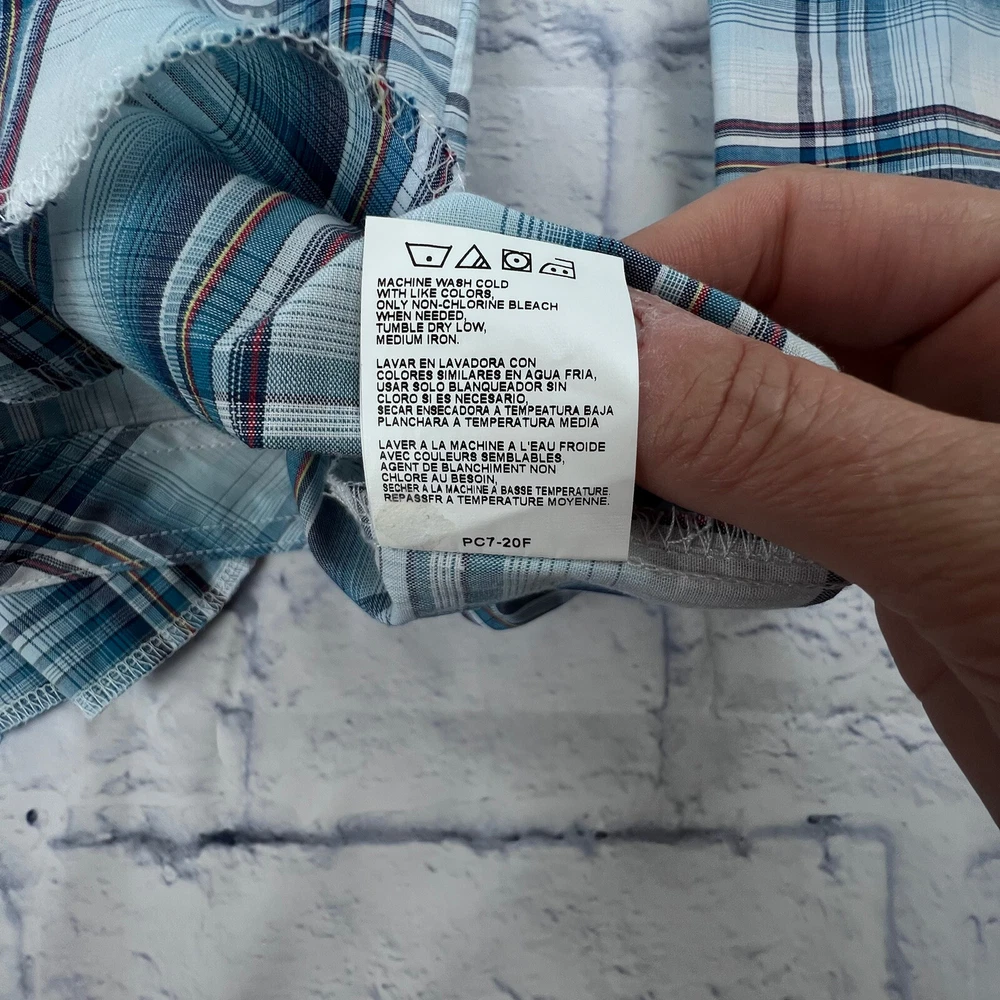 MACHINE WASH COLD
WITH LIKE COLORS,
ONLY NON-CHLORINE BLEACH
WHEN NEEDED,
TUMBLE DRY LOW,
MEDIUM IRON.
LAVAR EN LAVADORA CON
COLORES SIMILARES EN AGUA FRIA,
USAR SOLO BLANQUEADOR SIN
CLORO SI ES NECESARIO,
SECAR ENSECADORA A TEMPEATURA BAJA
PLANCHARA A TEMPERATURA MEDIA
LAVER A LA MACHINE A L'EAU FROIDE
AVEC COULEURS SEMBLABLES,
AGENT DE BLANCHIMENT NON
CHLORE AU BESOIN,
SECHER A LA MACHINE A BASSE TEMPERATURE.
REPASSFR A TEMPERATURE MOYENNE.
PC7-20F